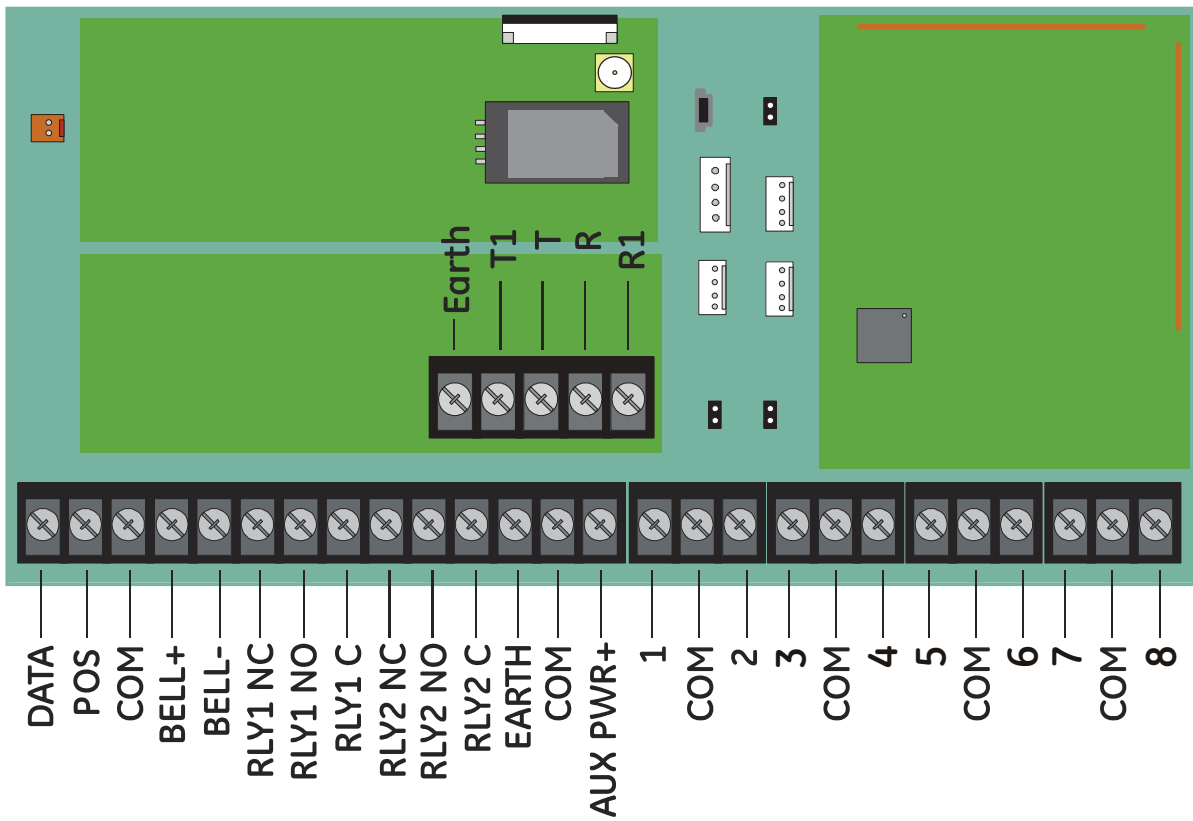 Earth
T1
T
R
R1
DATA
POS
COM
BELL+
BELL-
RLY1 NC
RLY1 NO
RLY1 C
RLY2 NC
RLY2 NO
RLY2 C
EARTH
COM
AUX PWR+
1
COM
2
3
COM
4
5
COM
6
7
COM
8